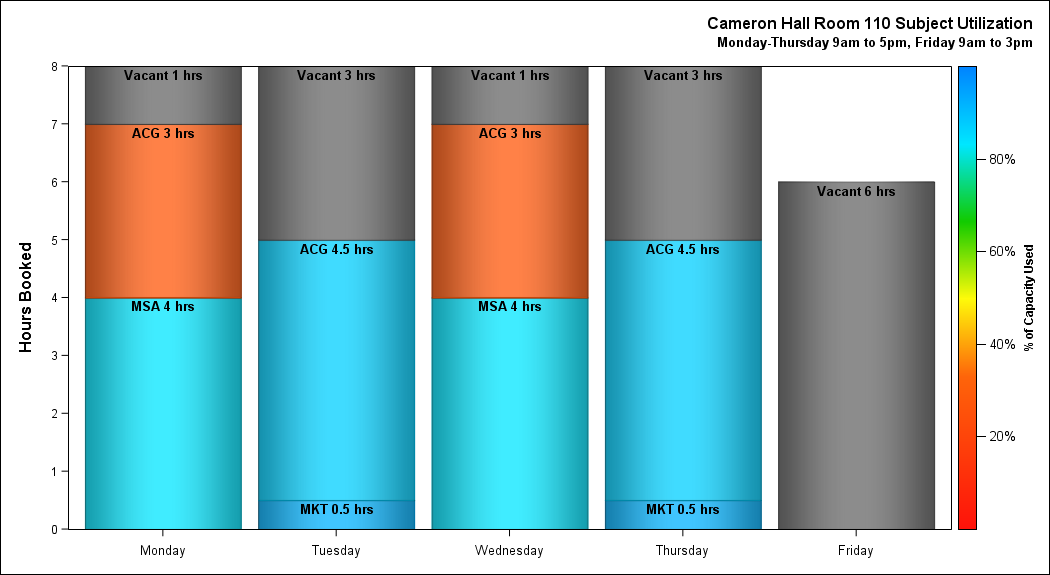 Cameron Hall Room 110 Subject Utilization
Monday-Thursday 9am to 5pm, Friday 9am to 3pm
Hours Booked
8
7
6
5
4
3
2
1
0
Vacant 1 hrs
ACG 3 hrs
MSA 4 hrs
Vacant 3 hrs
ACG 4.5 hrs
MKT 0.5 hrs
Vacant 1 hrs
ACG 3 hrs
MSA 4 hrs
Vacant 3 hrs
ACG 4.5 hrs
MKT 0.5 hrs
Vacant 6 hrs
Monday
Tuesday
Wednesday
Thursday
Friday
80%
60%
40%
20%
% of Capacity Used